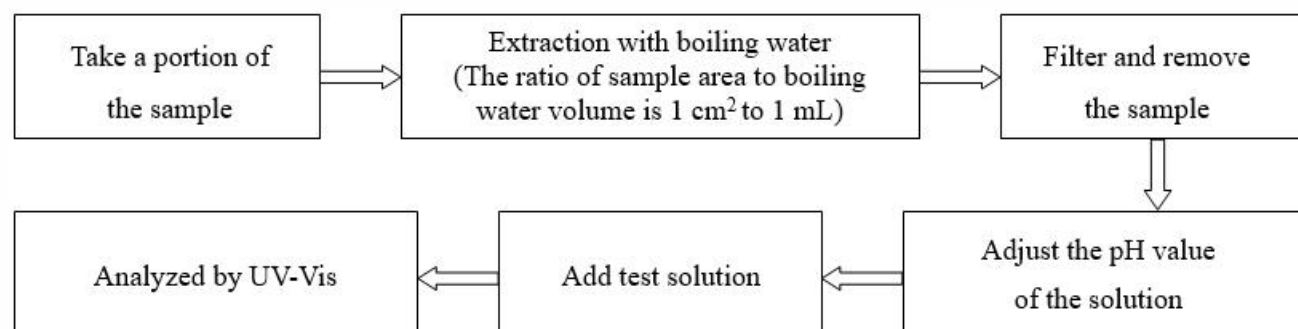 Take a portion of
the sample
Extraction with boiling water
(The ratio of sample area to boiling
water volume is 1 cm² to 1 mL)
Filter and remove
the sample
Adjust the pH value
of the solution
Add test solution
Analyzed by UV-Vis